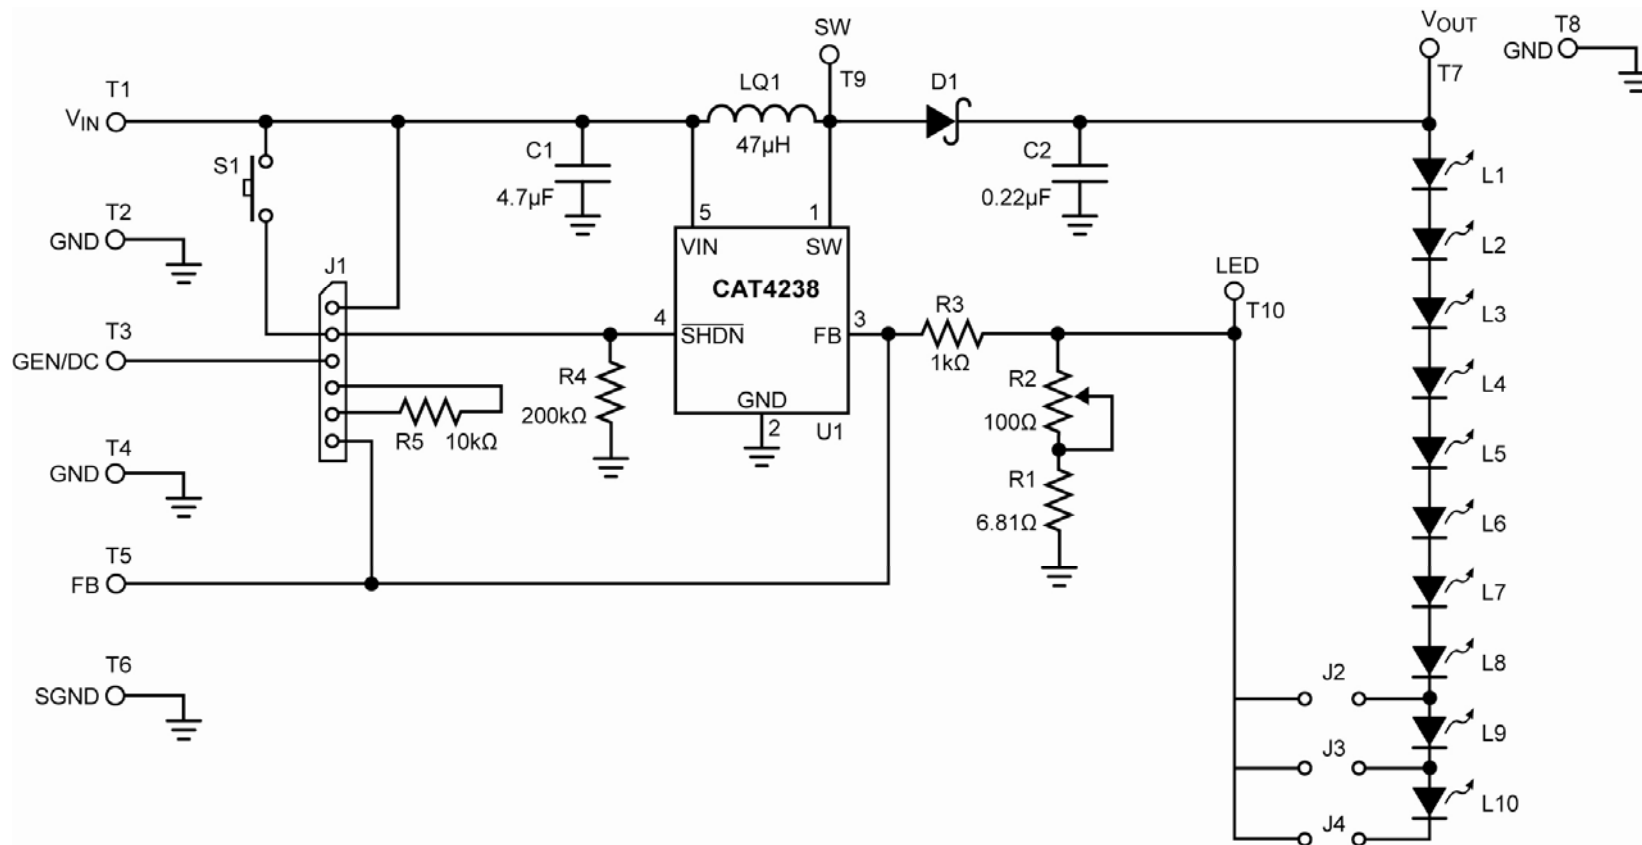 SW
VOUT
T8
GND
T9
T7
T1
VIN
LQ1
47µH
D1
S1
C1
4.7µF
C2
0.22µF
L1
T2
GND
5
1
VIN
SW
CAT4238
L2
J1
LED
T10
L3
T3
GEN/DC
4
SHDN
FB
3
R3
1kΩ
R4
200kΩ
GND
2
U1
R2
100Ω
L4
R5
10kΩ
T4
GND
R1
6.81Ω
L5
L6
T5
FB
L7
T6
SGND
J2
L8
J3
L9
J4
L10